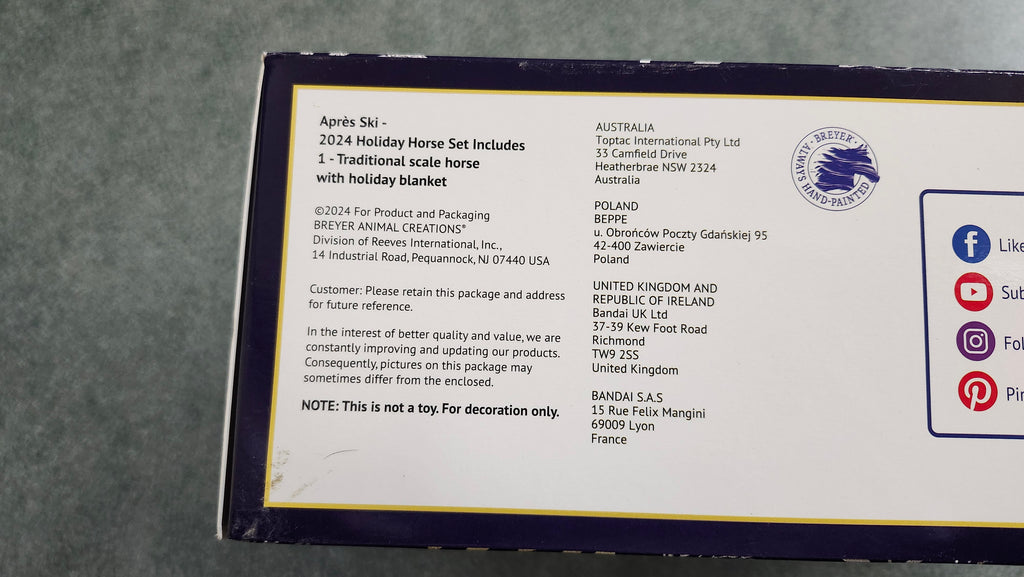 Après Ski -
2024 Holiday Horse Set Includes
1 - Traditional scale horse
with holiday blanket
©2024 For Product and Packaging
BREYER ANIMAL CREATIONS®
Division of Reeves International, Inc.,
14 Industrial Road, Pequannock, NJ 07440 USA
Customer: Please retain this package and address
for future reference.
In the interest of better quality and value, we are
constantly improving and updating our products.
Consequently, pictures on this package may
sometimes differ from the enclosed.
NOTE: This is not a toy. For decoration only.
AUSTRALIA
Toptac International Pty Ltd
33 Camfield Drive
Heatherbrae NSW 2324
Australia
POLAND
BEPPE
u. Obrońców Poczty Gdańskiej 95
42-400 Zawiercie
Poland
UNITED KINGDOM AND
REPUBLIC OF IRELAND
Bandai UK Ltd
37-39 Kew Foot Road
Richmond
TW9 2SS
United Kingdom
BANDAI S.A.S
15 Rue Felix Mangini
69009 Lyon
France
· BREYER® ·
ALWAYS HAND-PAINTED
Like
Sub
Fol
Pin